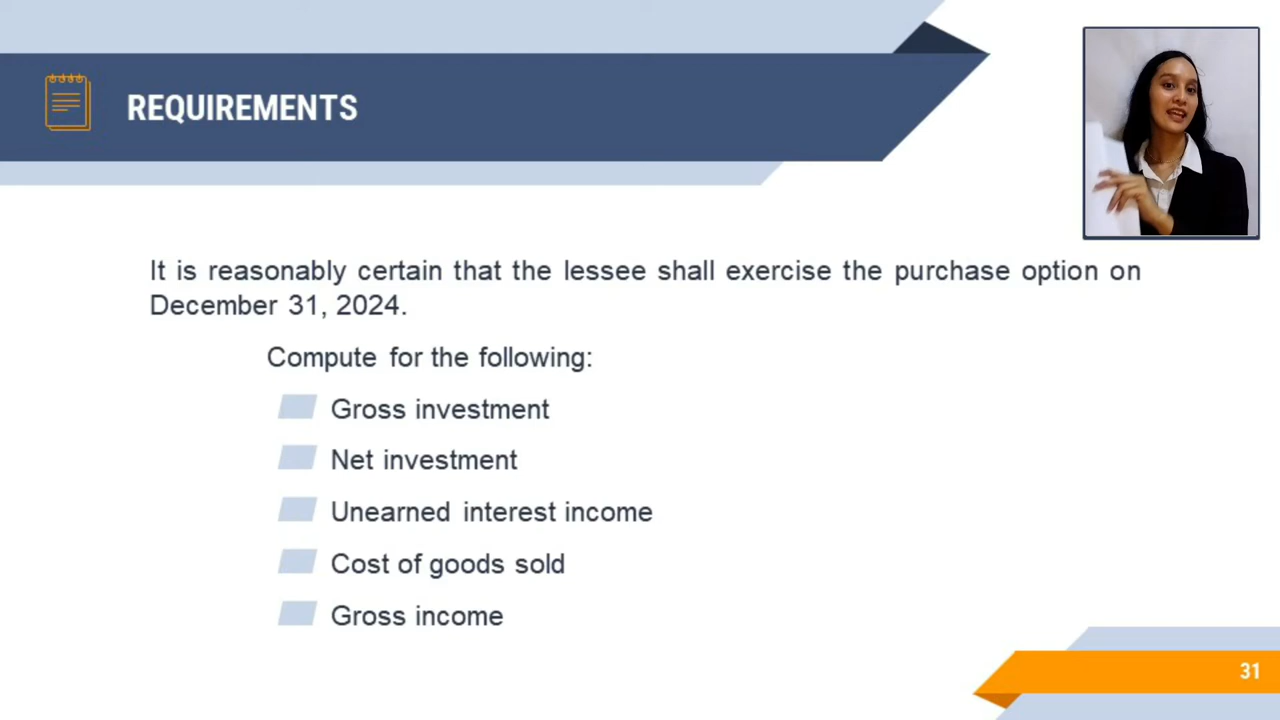 REQUIREMENTS
It is reasonably certain that the lessee shall exercise the purchase option on
December 31, 2024.
Compute for the following:
Gross investment
Net investment
Unearned interest income
Cost of goods sold
Gross income
31